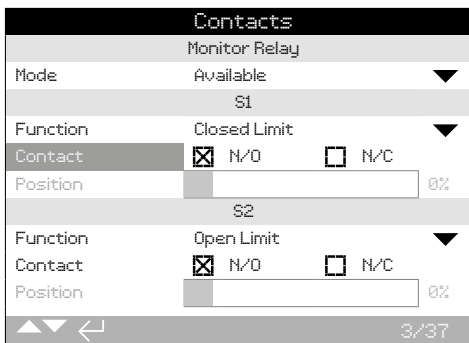 Contacts
Monitor Relay
Mode Available
S1
Function Closed Limit
Contact N/O N/C
Position 0%
S2
Function Open Limit
Contact N/O N/C
Position 0%
3/37